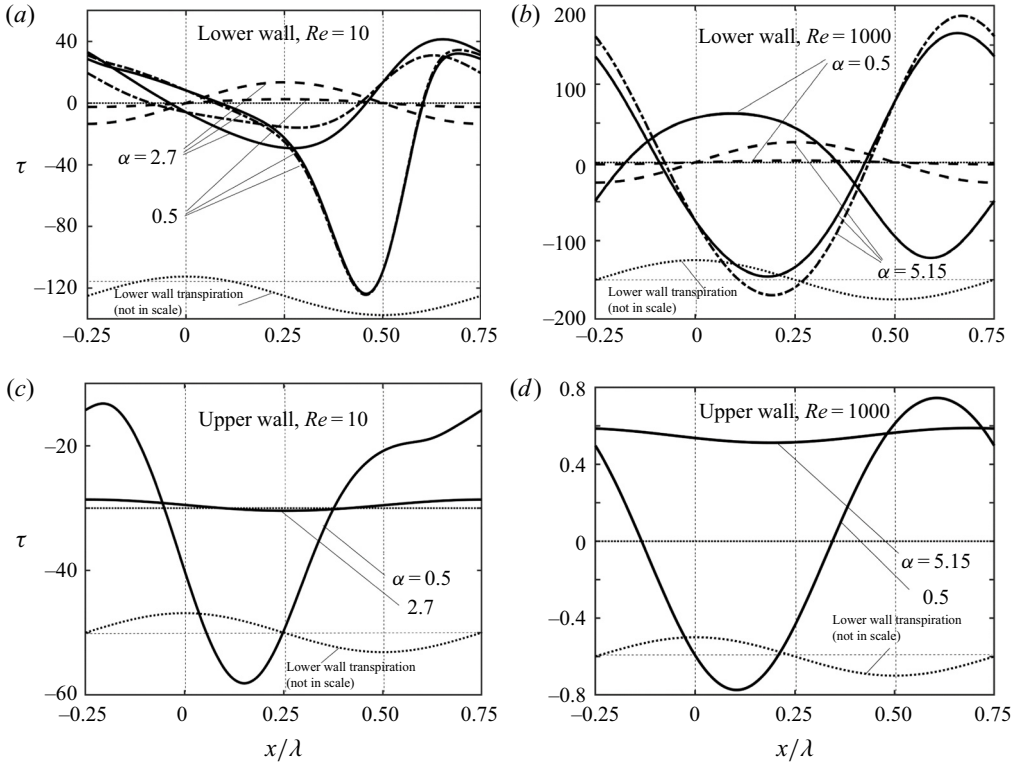 (a)
Lower wall, Re = 10
40
0
–40
–80
–120
τ
α = 2.7
0.5
Lower wall transpiration
(not in scale)
–0.25
0
0.25
0.50
0.75
(b)
Lower wall, Re = 1000
200
100
0
–100
–200
α = 0.5
α = 5.15
Lower wall transpiration
(not in scale)
–0.25
0
0.25
0.50
0.75
(c)
Upper wall, Re = 10
–20
–40
–60
τ
α = 0.5
2.7
Lower wall transpiration
(not in scale)
–0.25
0
0.25
0.50
0.75
x/λ
(d)
Upper wall, Re = 1000
0.8
0.4
0
–0.4
–0.8
α = 5.15
0.5
Lower wall transpiration
(not in scale)
–0.25
0
0.25
0.50
0.75
x/λ